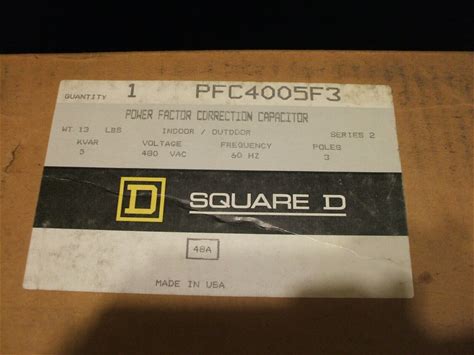 QUANTITY 1 PFC4005F3
POWER FACTOR CORRECTION CAPACITOR
WT. 13 LBS INDOOR / OUTDOOR SERIES 2
KVAR VOLTAGE FREQUENCY POLES
5 480 VAC 60 HZ 3
D SQUARE D
48A
MADE IN USA